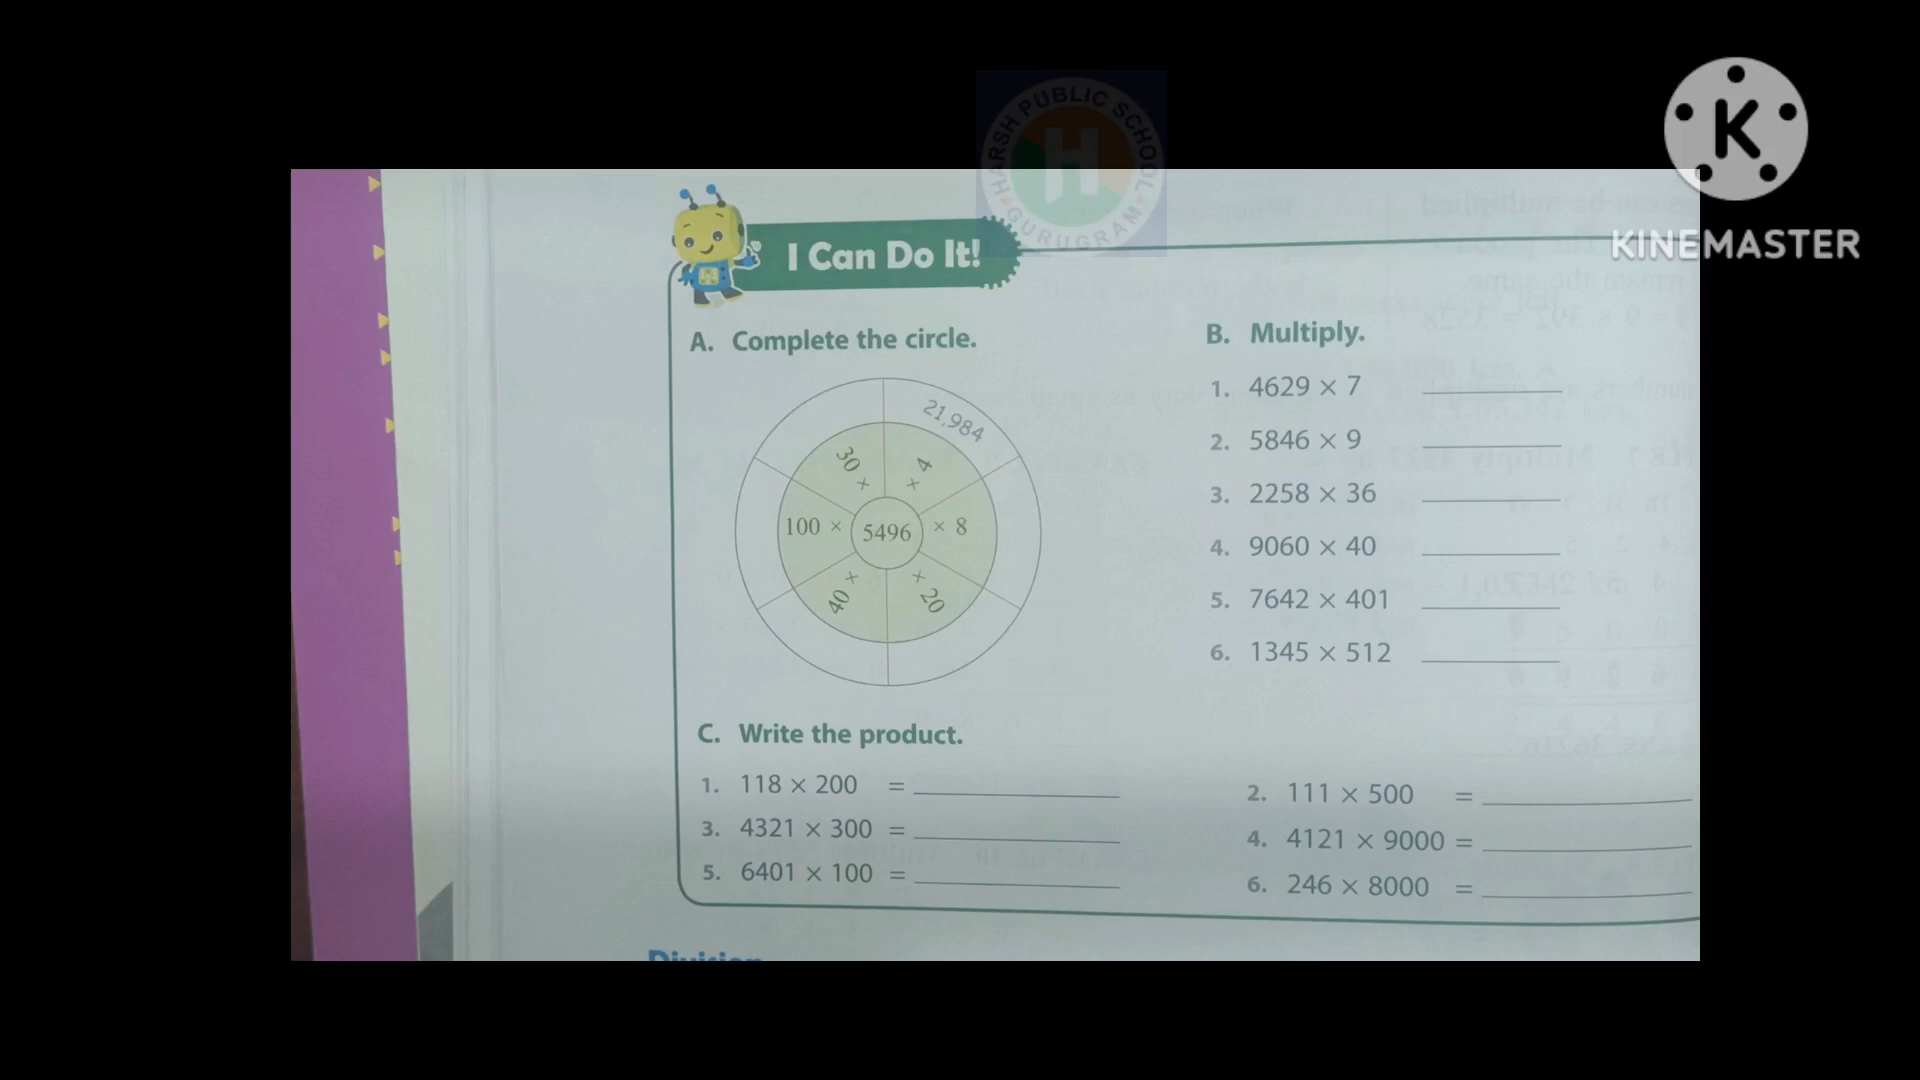 HARSH PUBLIC SCHOOL
GURUGRAM
H
K
KINEMASTER
I Can Do It!
A. Complete the circle.
21,984
30 ×
× 4
100 ×
5496
× 8
40 ×
× 20
B. Multiply.
1. 4629 × 7
2. 5846 × 9
3. 2258 × 36
4. 9060 × 40
5. 7642 × 401
6. 1345 × 512
C. Write the product.
1. 118 × 200 =
2. 111 × 500 =
3. 4321 × 300 =
4. 4121 × 9000 =
5. 6401 × 100 =
6. 246 × 8000 =
Division